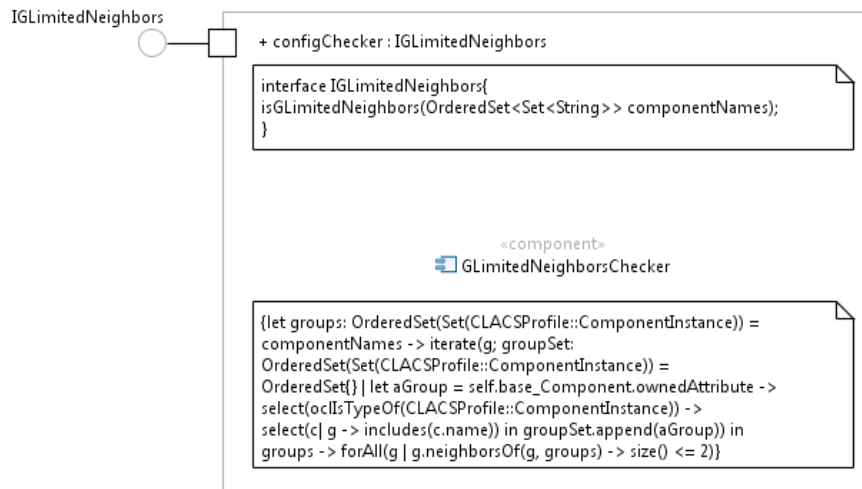 IGLimitedNeighbors
+ configChecker : IGLimitedNeighbors
interface IGLimitedNeighbors{
isGLimitedNeighbors(OrderedSet<Set<String>> componentNames);
}
«component»
GLimitedNeighborsChecker
{let groups: OrderedSet(Set(CLACSProfile::ComponentInstance)) =
componentNames -> iterate(g; groupSet:
OrderedSet(Set(CLACSProfile::ComponentInstance)) =
OrderedSet{} | let aGroup = self.base_Component.ownedAttribute ->
select(oclIsTypeOf(CLACSProfile::ComponentInstance)) ->
select(c| g -> includes(c.name)) in groupSet.append(aGroup)) in
groups -> forAll(g | g.neighborsOf(g, groups) -> size() <= 2)}